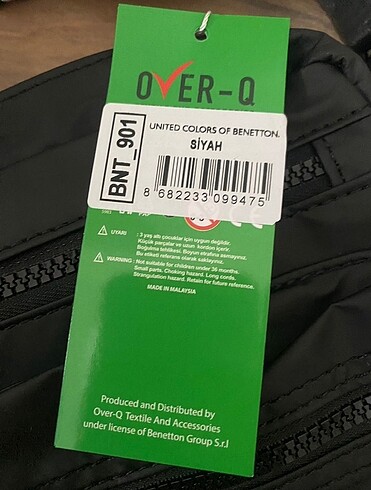 OVER-Q
BNT_901
UNITED COLORS OF BENETTON.
SİYAH
8 682233 099475
UYARI : 3 yaş altı çocuklar için uygun değildir.
Küçük parçalar ve uzun kordon içerir.
Boğulma tehlikesi. Boyun etrafına asmayınız.
Bu etiketi referans olarak saklayınız.
WARNING : Not suitable for children under 36 months.
Small parts. Choking hazard. Long cords.
Strangulation hazard. Retain for future reference.
MADE IN MALAYSIA
Produced and Distributed by
Over-Q Textile And Accessories
under license of Benetton Group S.r.l